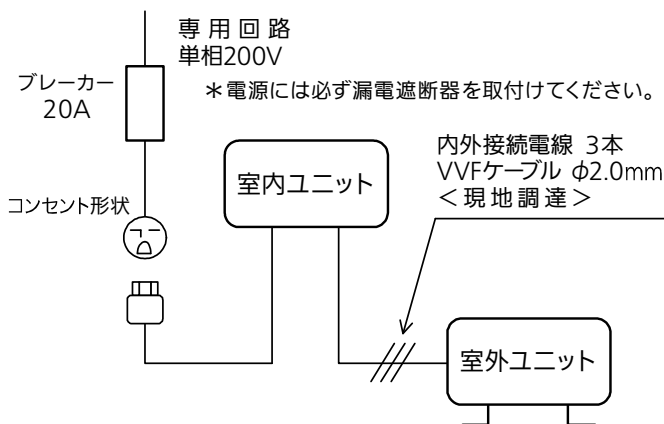 専用回路
単相200V
ブレーカー
20A
＊電源には必ず漏電遮断器を取付けてください。
内外接続電線 3本
VVFケーブル φ2.0mm
＜現地調達＞
室内ユニット
コンセント形状
室外ユニット